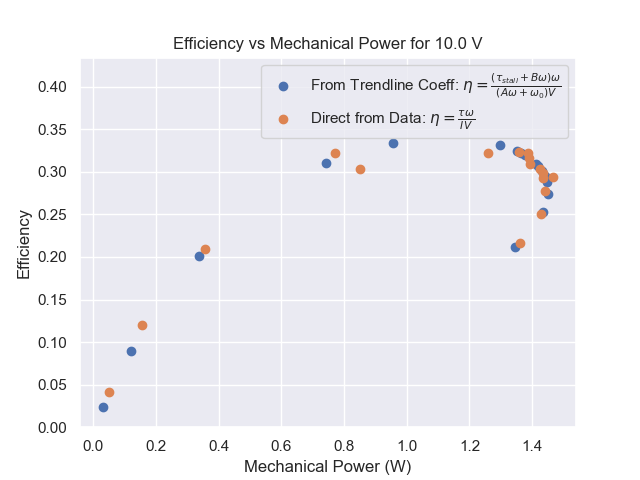 Efficiency vs Mechanical Power for 10.0 V
From Trendline Coeff: η = (τ_stall + Bω)ω / (Aω + ω_0)V
Direct from Data: η = τω / IV
0.40
0.35
0.30
0.25
0.20
0.15
0.10
0.05
0.00
Efficiency
0.0 0.2 0.4 0.6 0.8 1.0 1.2 1.4
Mechanical Power (W)